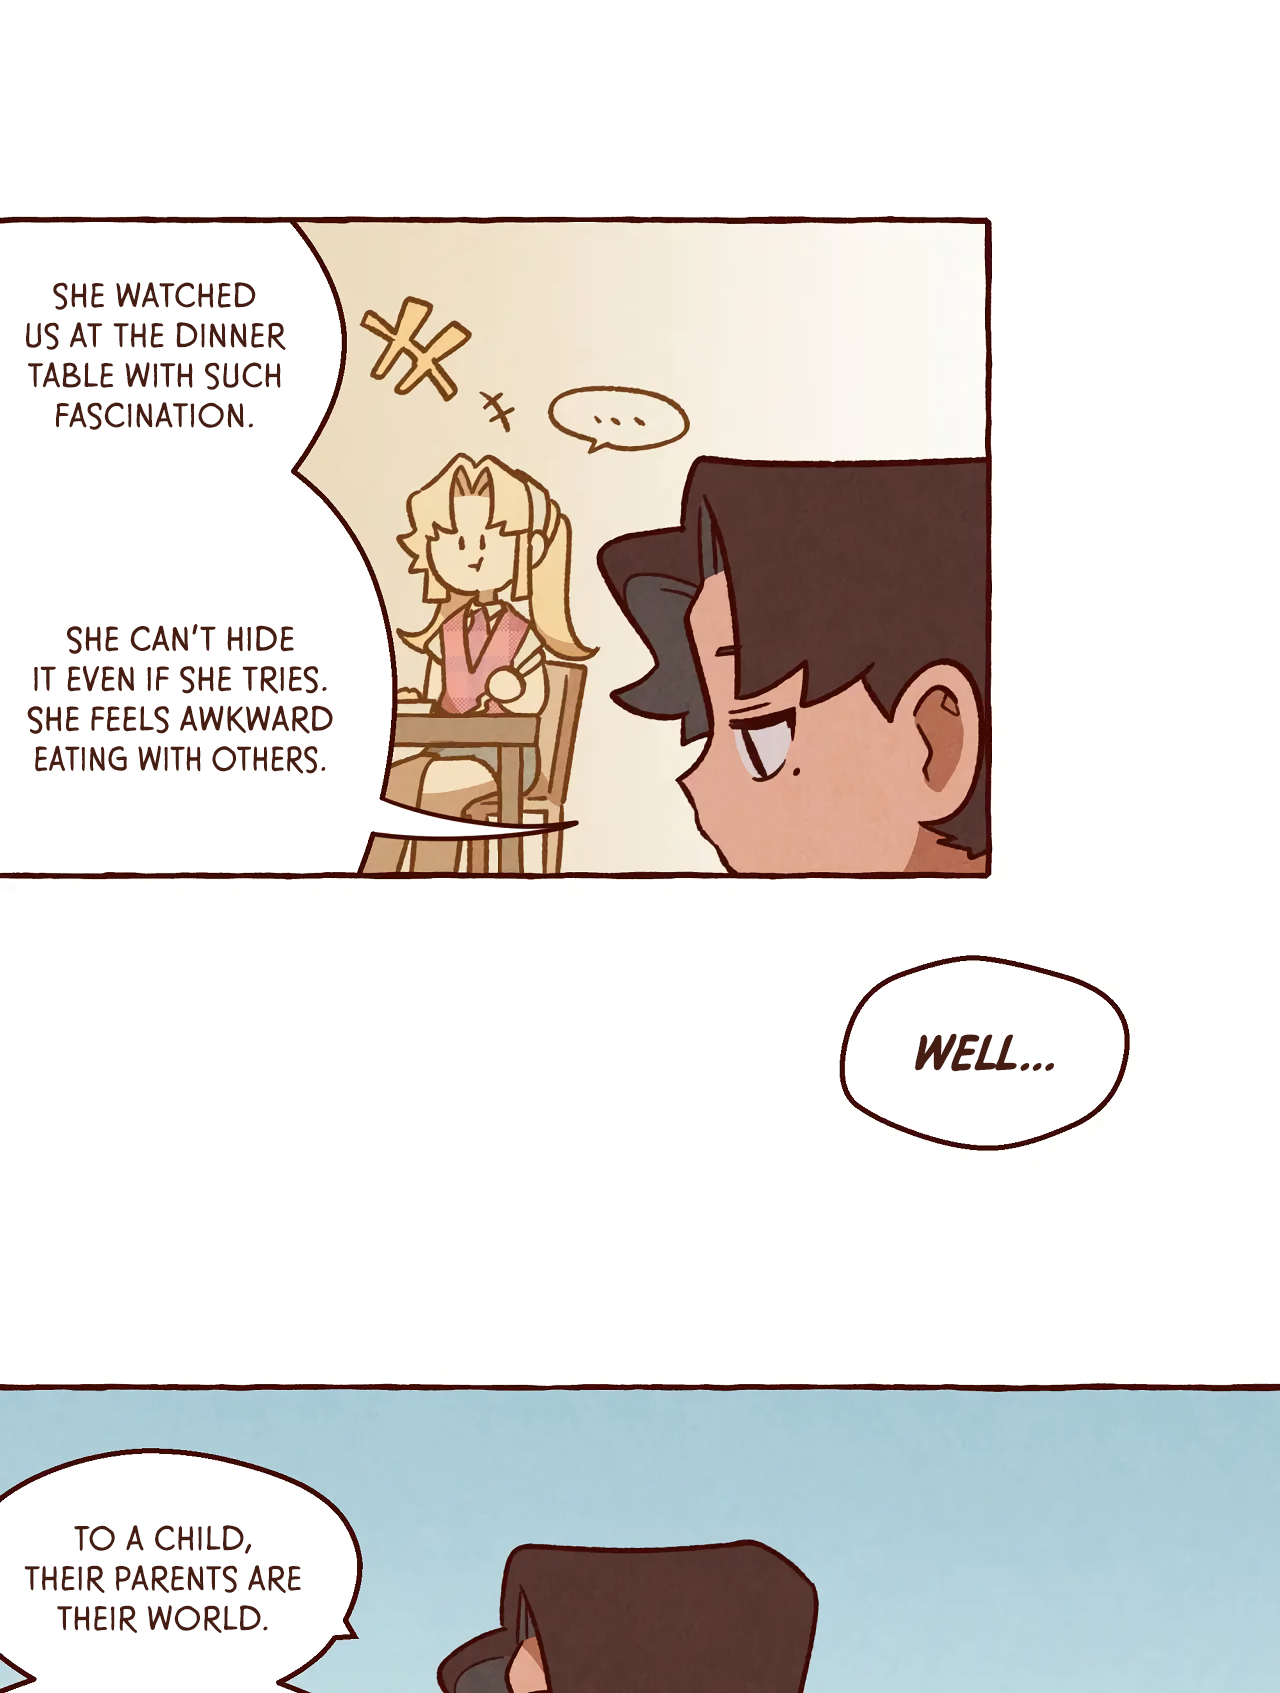 SHE WATCHED
US AT THE DINNER
TABLE WITH SUCH
FASCINATION.
...
SHE CAN'T HIDE
IT EVEN IF SHE TRIES.
SHE FEELS AWKWARD
EATING WITH OTHERS.
WELL...
TO A CHILD,
THEIR PARENTS ARE
THEIR WORLD.